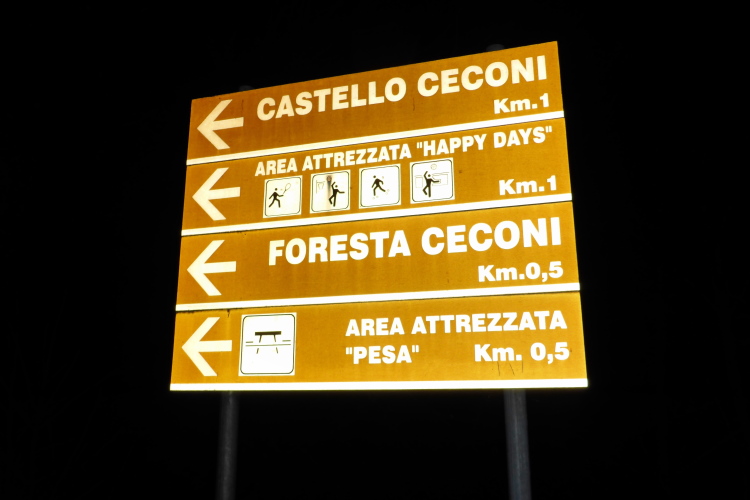 CASTELLO CECONI
Km.1
AREA ATTREZZATA "HAPPY DAYS"
Km.1
FORESTA CECONI
Km.0,5
AREA ATTREZZATA
"PESA" Km. 0,5